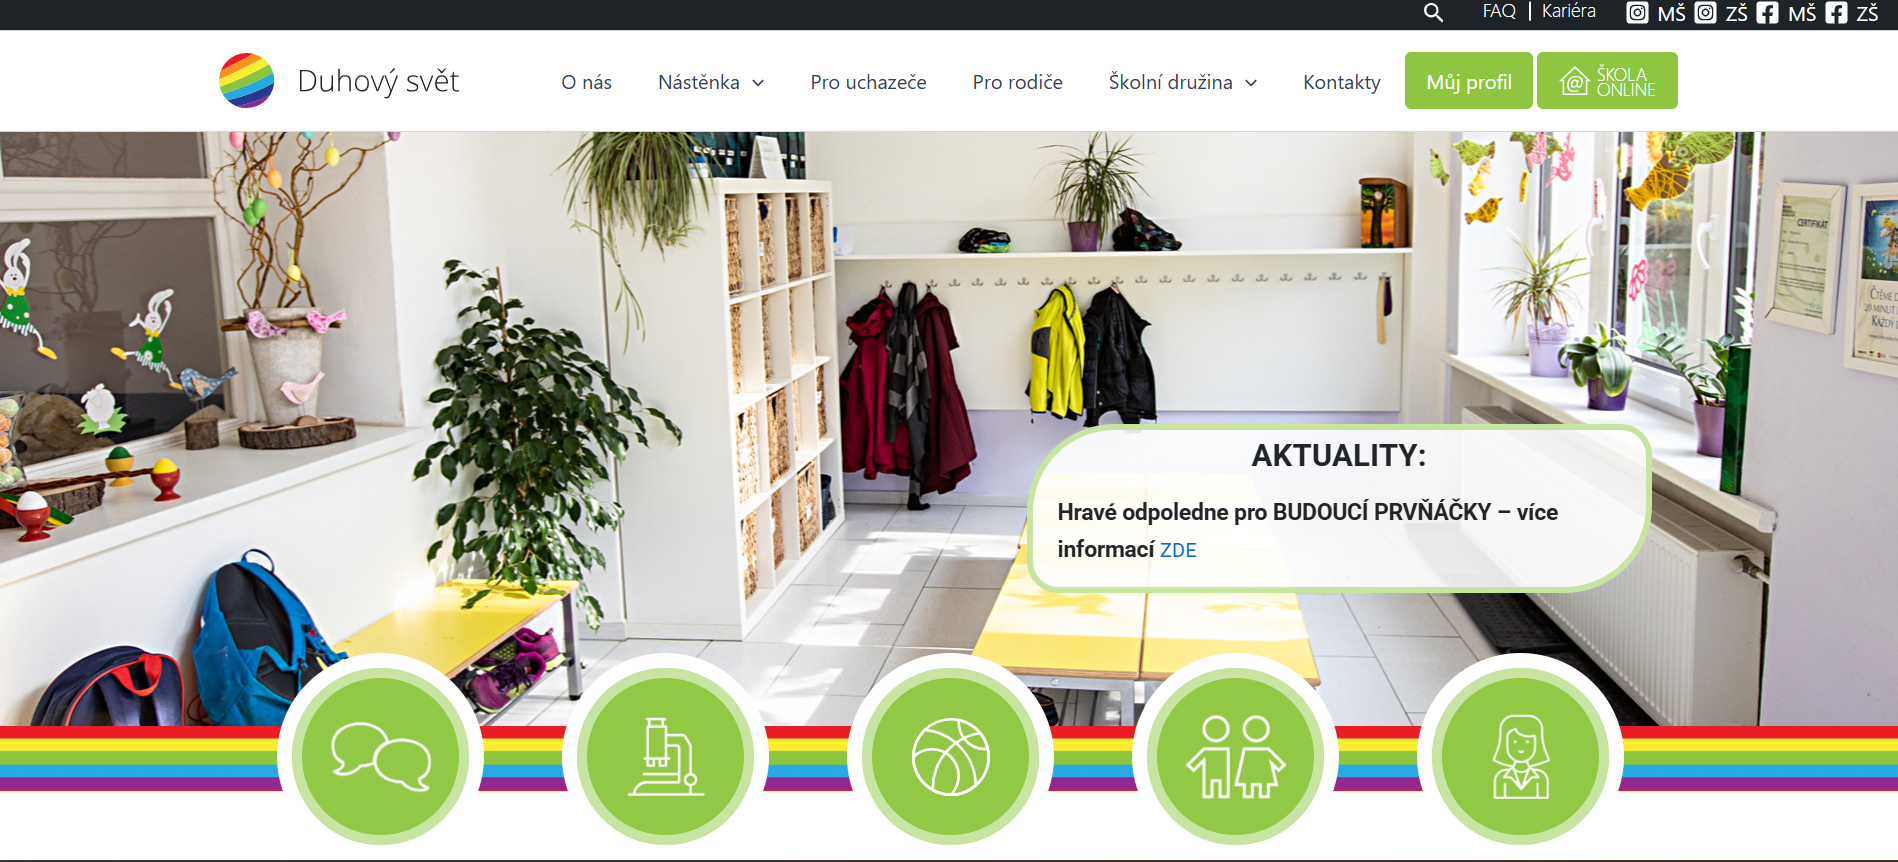 FAQ | Kariéra MŠ ZŠ MŠ ZŠ
Duhový svět
O nás Nástěnka Pro uchazeče Pro rodiče Školní družina Kontakty Můj profil @ ŠKOLA
ONLINE
CERTIFIKÁT
20 MINUT
KAŽDÝ
AKTUALITY:
Hravé odpoledne pro BUDOUCÍ PRVŇÁČKY – více
informací ZDE